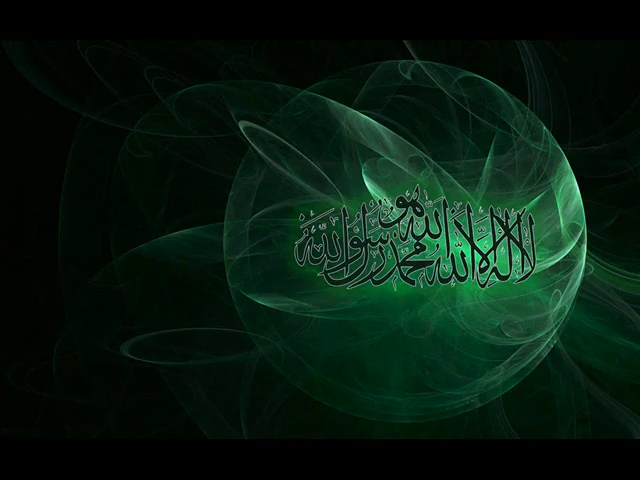 لا اله الا الله محمد رسول الله